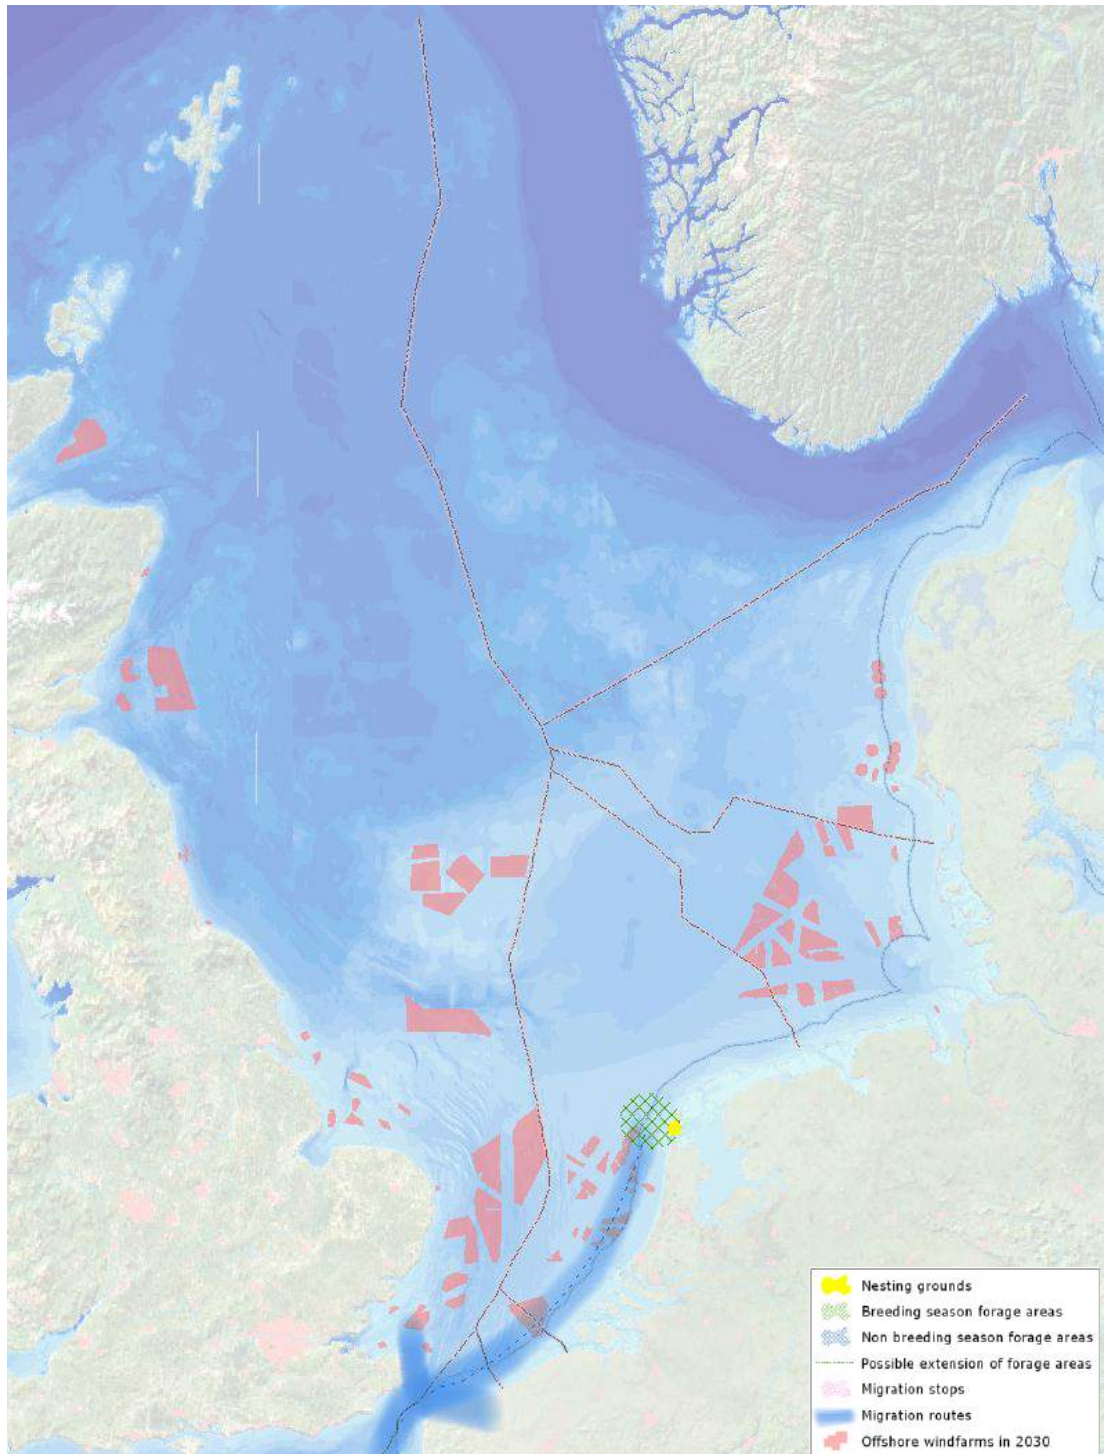 Nesting grounds
Breeding season forage areas
Non breeding season forage areas
Possible extension of forage areas
Migration stops
Migration routes
Offshore windfarms in 2030